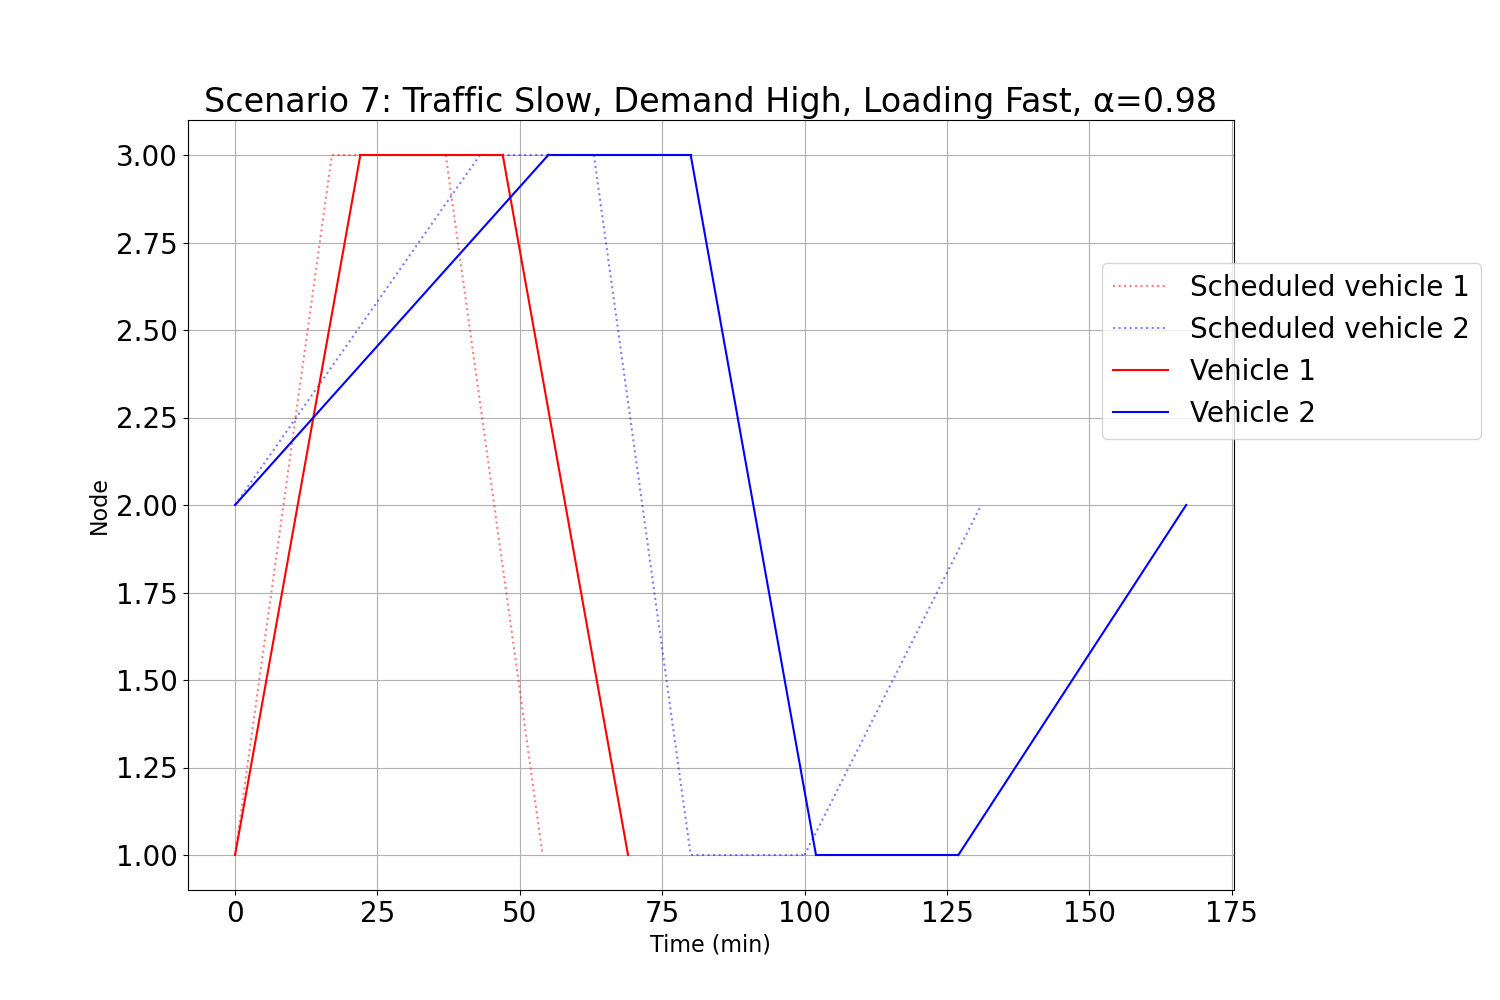 Scenario 7: Traffic Slow, Demand High, Loading Fast, α=0.98
3.00
2.75
2.50
2.25
2.00
1.75
1.50
1.25
1.00
Node
0 25 50 75 100 125 150 175
Time (min)
Scheduled vehicle 1
Scheduled vehicle 2
Vehicle 1
Vehicle 2